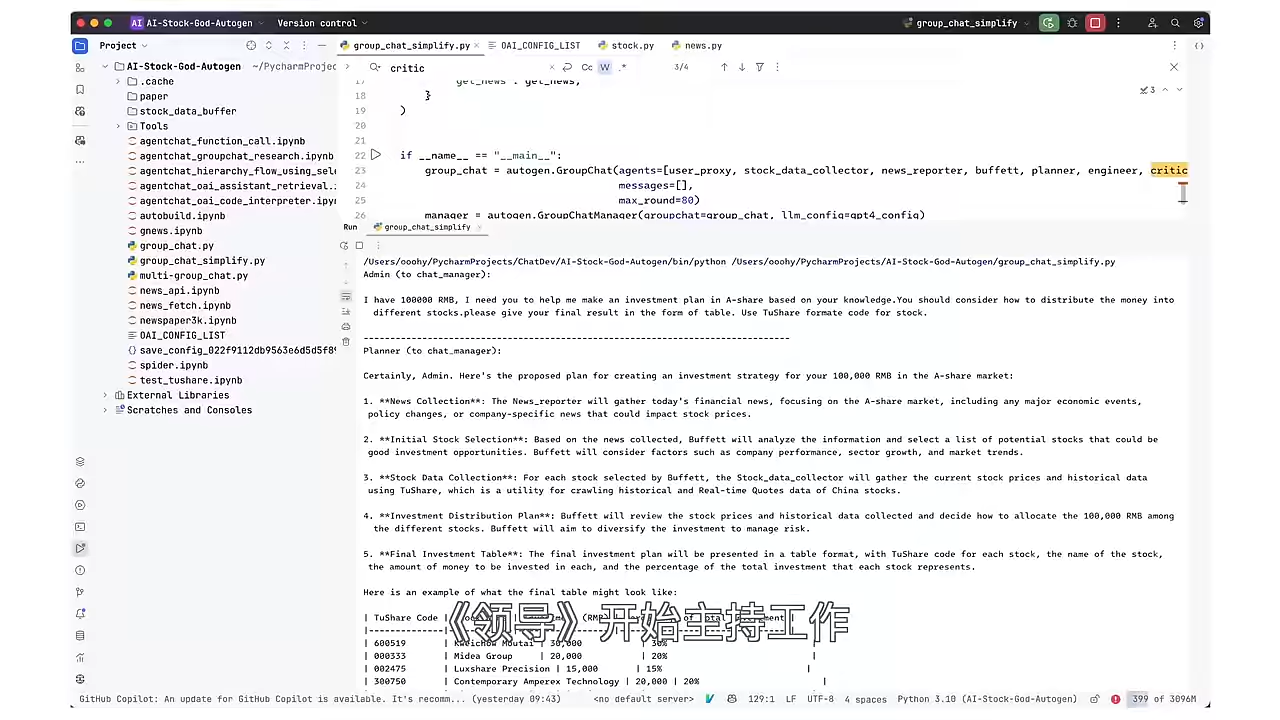 AI AI-Stock-God-Autogen Version control group_chat_simplify
Project group_chat_simplify.py OAI_CONFIG_LIST stock.py news.py
AI-Stock-God-Autogen ~/PycharmProjec
.cache
paper
stock_data_buffer
Tools
agentchat_function_call.ipynb
agentchat_groupchat_research.ipynb
agentchat_hierarchy_flow_using_sele
agentchat_oai_assistant_retrieval.i
agentchat_oai_code_interpreter.ipyn
autobuild.ipynb
gnews.ipynb
group_chat.py
group_chat_simplify.py
multi-group_chat.py
news_api.ipynb
news_fetch.ipynb
newspaper3k.ipynb
OAI_CONFIG_LIST
save_config_022f9112db9563e6d5d5f89
spider.ipynb
test_tushare.ipynb
External Libraries
Scratches and Consoles
critic Cc W .* 3/4
17 "get_news": get_news,
18 }
19 )
20
21
22 if __name__ == "__main__":
23 group_chat = autogen.GroupChat(agents=[user_proxy, stock_data_collector, news_reporter, buffett, planner, engineer, critic
24 messages=[],
25 max_round=80)
26 manager = autogen.GroupChatManager(groupchat=group_chat, llm_config=gpt4_config)
3
Run group_chat_simplify
/Users/ooohy/PycharmProjects/ChatDev/AI-Stock-God-Autogen/bin/python /Users/ooohy/PycharmProjects/AI-Stock-God-Autogen/group_chat_simplify.py
Admin (to chat_manager):
I have 100000 RMB, I need you to help me make an investment plan in A-share based on your knowledge.You should consider how to distribute the money into
different stocks.please give your final result in the form of table. Use TuShare formate code for stock.
--------------------------------------------------------------------------------
Planner (to chat_manager):
Certainly, Admin. Here's the proposed plan for creating an investment strategy for your 100,000 RMB in the A-share market:
1. **News Collection**: The News_reporter will gather today's financial news, focusing on the A-share market, including any major economic events,
policy changes, or company-specific news that could impact stock prices.
2. **Initial Stock Selection**: Based on the news collected, Buffett will analyze the information and select a list of potential stocks that could be
good investment opportunities. Buffett will consider factors such as company performance, sector growth, and market trends.
3. **Stock Data Collection**: For each stock selected by Buffett, the Stock_data_collector will gather the current stock prices and historical data
using TuShare, which is a utility for crawling historical and Real-time Quotes data of China stocks.
4. **Investment Distribution Plan**: Buffett will review the stock prices and historical data collected and decide how to allocate the 100,000 RMB among
the different stocks. Buffett will aim to diversify the investment to manage risk.
5. **Final Investment Table**: The final investment plan will be presented in a table format, with TuShare code for each stock, the name of the stock,
the amount of money to be invested in each, and the percentage of the total investment that each stock represents.
Here is an example of what the final table might look like:
| TuShare Code | (RMB)
《领导》开始主持工作
| 600519 | Kweichow Moutai | 30,000 | 30% |
| 000333 | Midea Group | 20,000 | 20% |
| 002475 | Luxshare Precision | 15,000 | 15% |
| 300750 | Contemporary Amperex Technology | 20,000 | 20% |
GitHub Copilot: An update for GitHub Copilot is available. It's recomm... (yesterday 09:43) <no default server> 129:1 LF UTF-8 4 spaces Python 3.10 (AI-Stock-God-Autogen) 399 of 3096M